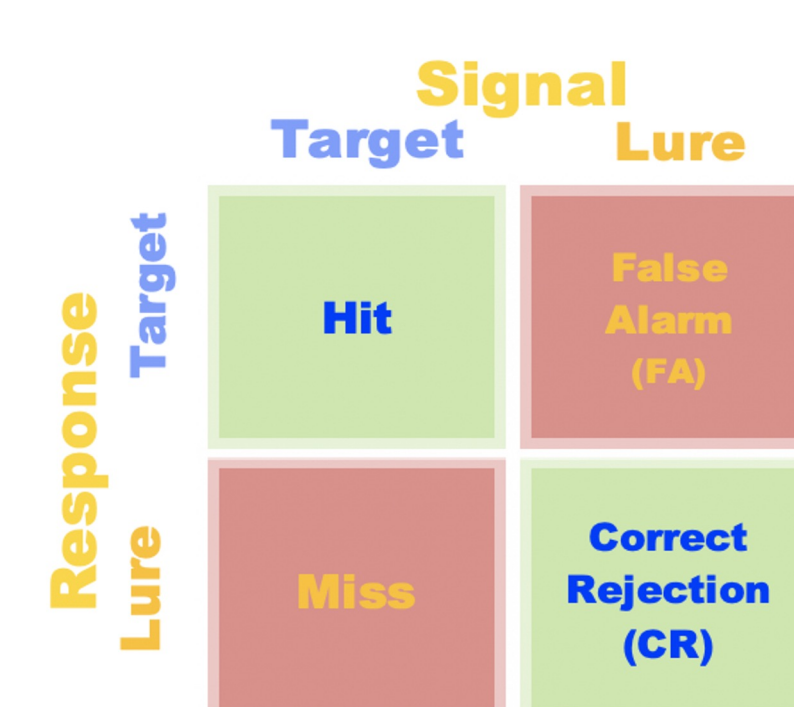 Signal
Target
Lure
Response
Target
Lure
Hit
False
Alarm
(FA)
Miss
Correct
Rejection
(CR)